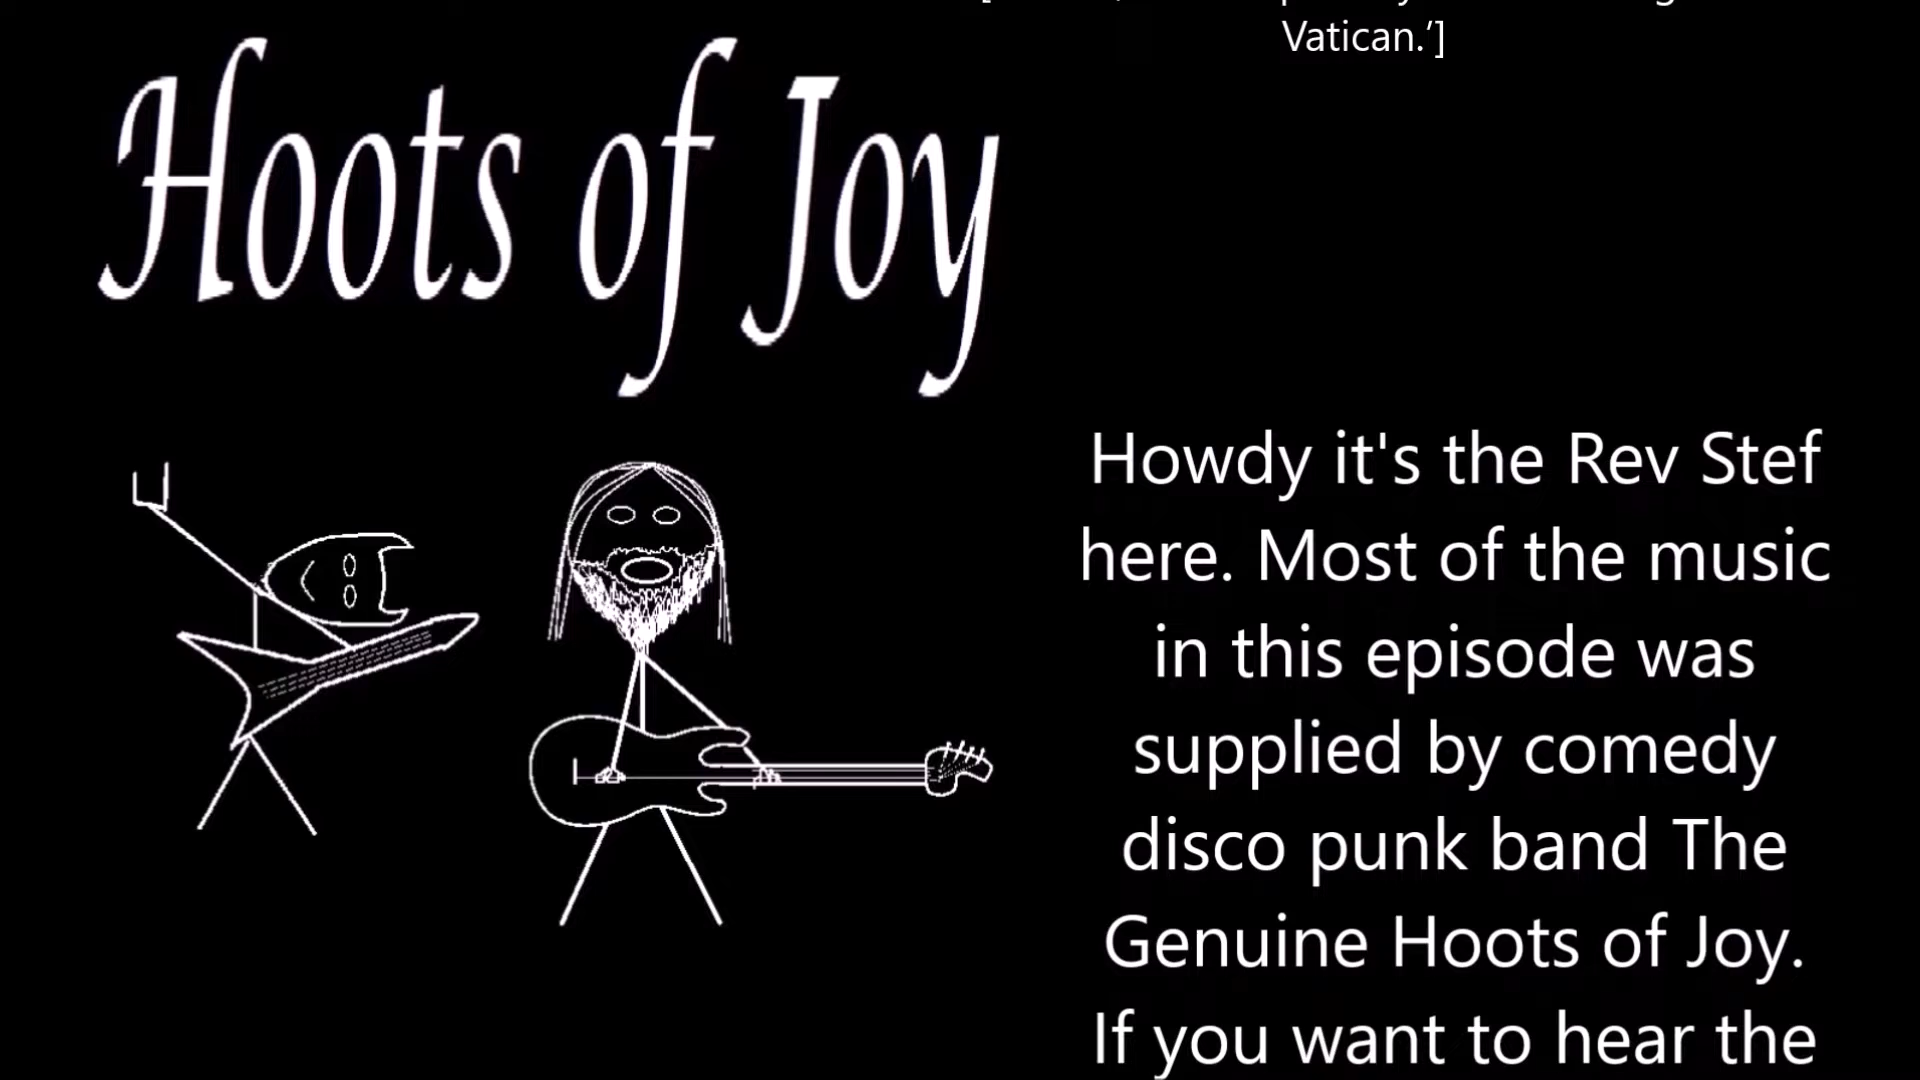 Vatican.’]
Hoots of Joy
Howdy it's the Rev Stef
here. Most of the music
in this episode was
supplied by comedy
disco punk band The
Genuine Hoots of Joy.
If you want to hear the